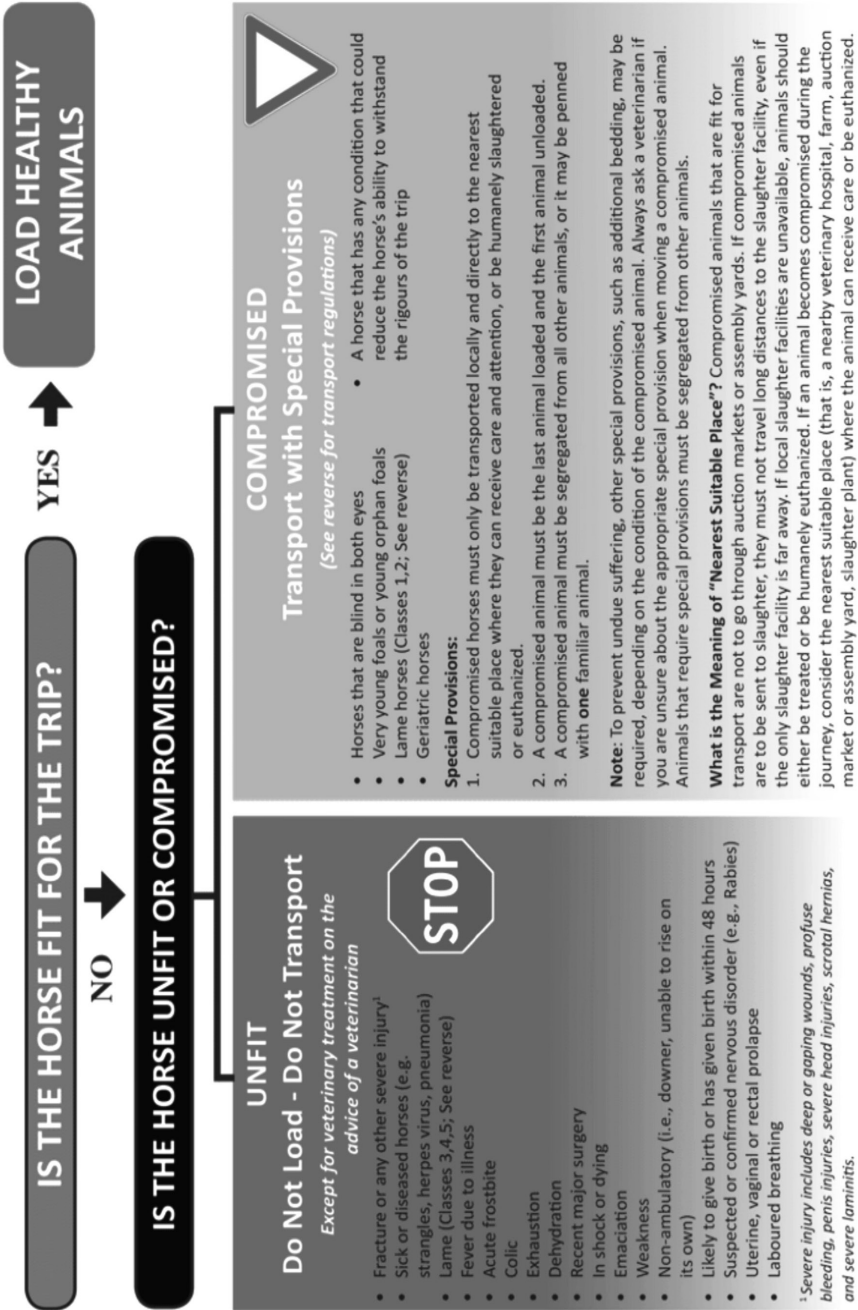 IS THE HORSE FIT FOR THE TRIP?
YES
LOAD HEALTHY
ANIMALS
NO
IS THE HORSE UNFIT OR COMPROMISED?
UNFIT
Do Not Load - Do Not Transport
Except for veterinary treatment on the
advice of a veterinarian
• Fracture or any other severe injury¹
• Sick or diseased horses (e.g.
strangles, herpes virus, pneumonia)
• Lame (Classes 3,4,5; See reverse)
• Fever due to illness
• Acute frostbite
• Colic
• Exhaustion
• Dehydration
• Recent major surgery
• In shock or dying
• Emaciation
• Weakness
• Non-ambulatory (i.e., downer, unable to rise on
its own)
• Likely to give birth or has given birth within 48 hours
• Suspected or confirmed nervous disorder (e.g., Rabies)
• Uterine, vaginal or rectal prolapse
• Laboured breathing
STOP
¹ Severe injury includes deep or gaping wounds, profuse
bleeding, penis injuries, severe head injuries, scrotal hernias,
and severe laminitis.
COMPROMISED
Transport with Special Provisions
(See reverse for transport regulations)
• Horses that are blind in both eyes
• Very young foals or young orphan foals
• Lame horses (Classes 1,2; See reverse)
• Geriatric horses
• A horse that has any condition that could
reduce the horse's ability to withstand
the rigours of the trip
Special Provisions:
1. Compromised horses must only be transported locally and directly to the nearest
suitable place where they can receive care and attention, or be humanely slaughtered
or euthanized.
2. A compromised animal must be the last animal loaded and the first animal unloaded.
3. A compromised animal must be segregated from all other animals, or it may be penned
with one familiar animal.
Note: To prevent undue suffering, other special provisions, such as additional bedding, may be
required, depending on the condition of the compromised animal. Always ask a veterinarian if
you are unsure about the appropriate special provision when moving a compromised animal.
Animals that require special provisions must be segregated from other animals.
What is the Meaning of "Nearest Suitable Place"? Compromised animals that are fit for
transport are not to go through auction markets or assembly yards. If compromised animals
are to be sent to slaughter, they must not travel long distances to the slaughter facility, even if
the only slaughter facility is far away. If local slaughter facilities are unavailable, animals should
either be treated or be humanely euthanized. If an animal becomes compromised during the
journey, consider the nearest suitable place (that is, a nearby veterinary hospital, farm, auction
market or assembly yard, slaughter plant) where the animal can receive care or be euthanized.